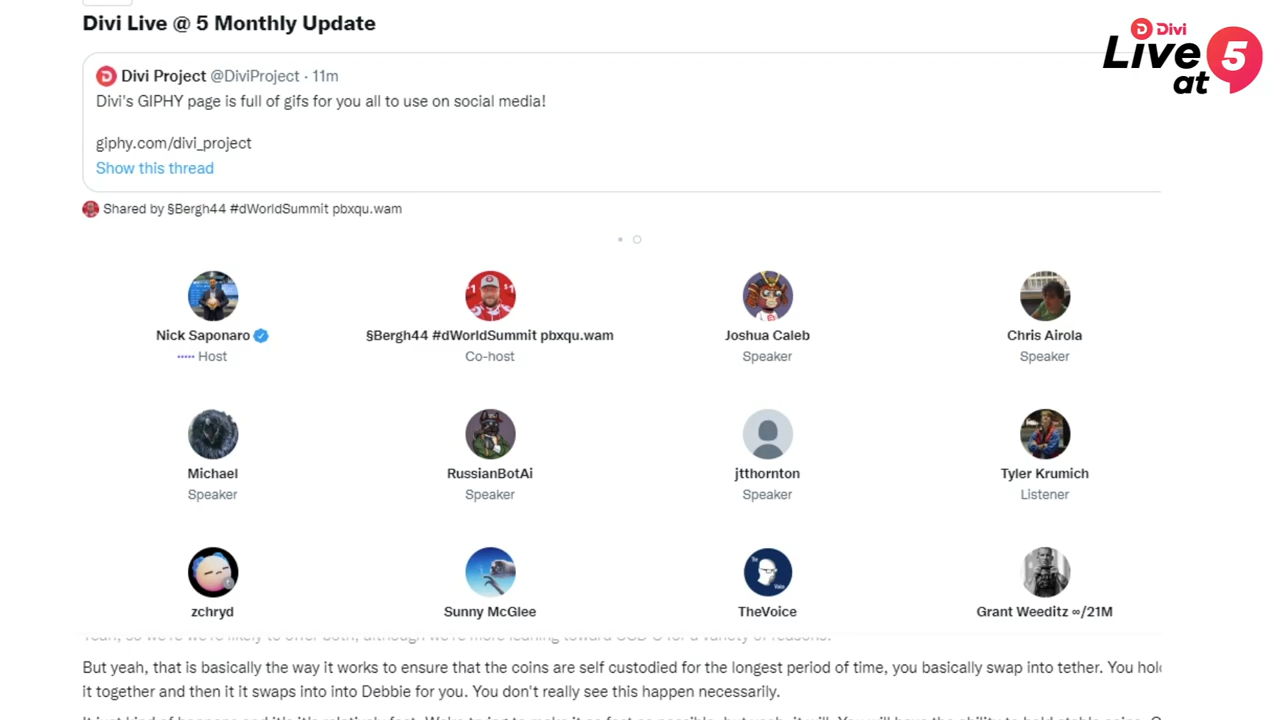 Divi Live @ 5 Monthly Update
Divi
Live
at
5
Divi Project @DiviProject · 11m
Divi's GIPHY page is full of gifs for you all to use on social media!
giphy.com/divi_project
Show this thread
Shared by §Bergh44 #dWorldSummit pbxqu.wam
Nick Saponaro
Host
§Bergh44 #dWorldSummit pbxqu.wam
Co-host
Joshua Caleb
Speaker
Chris Airola
Speaker
Michael
Speaker
RussianBotAi
Speaker
jtthornton
Speaker
Tyler Krumich
Listener
zchryd
Sunny McGlee
TheVoice
Grant Weeditz ∞/21M
But yeah, that is basically the way it works to ensure that the coins are self custodied for the longest period of time, you basically swap into tether. You
it together and then it it swaps into into Debbie for you. You don't really see this happen necessarily.